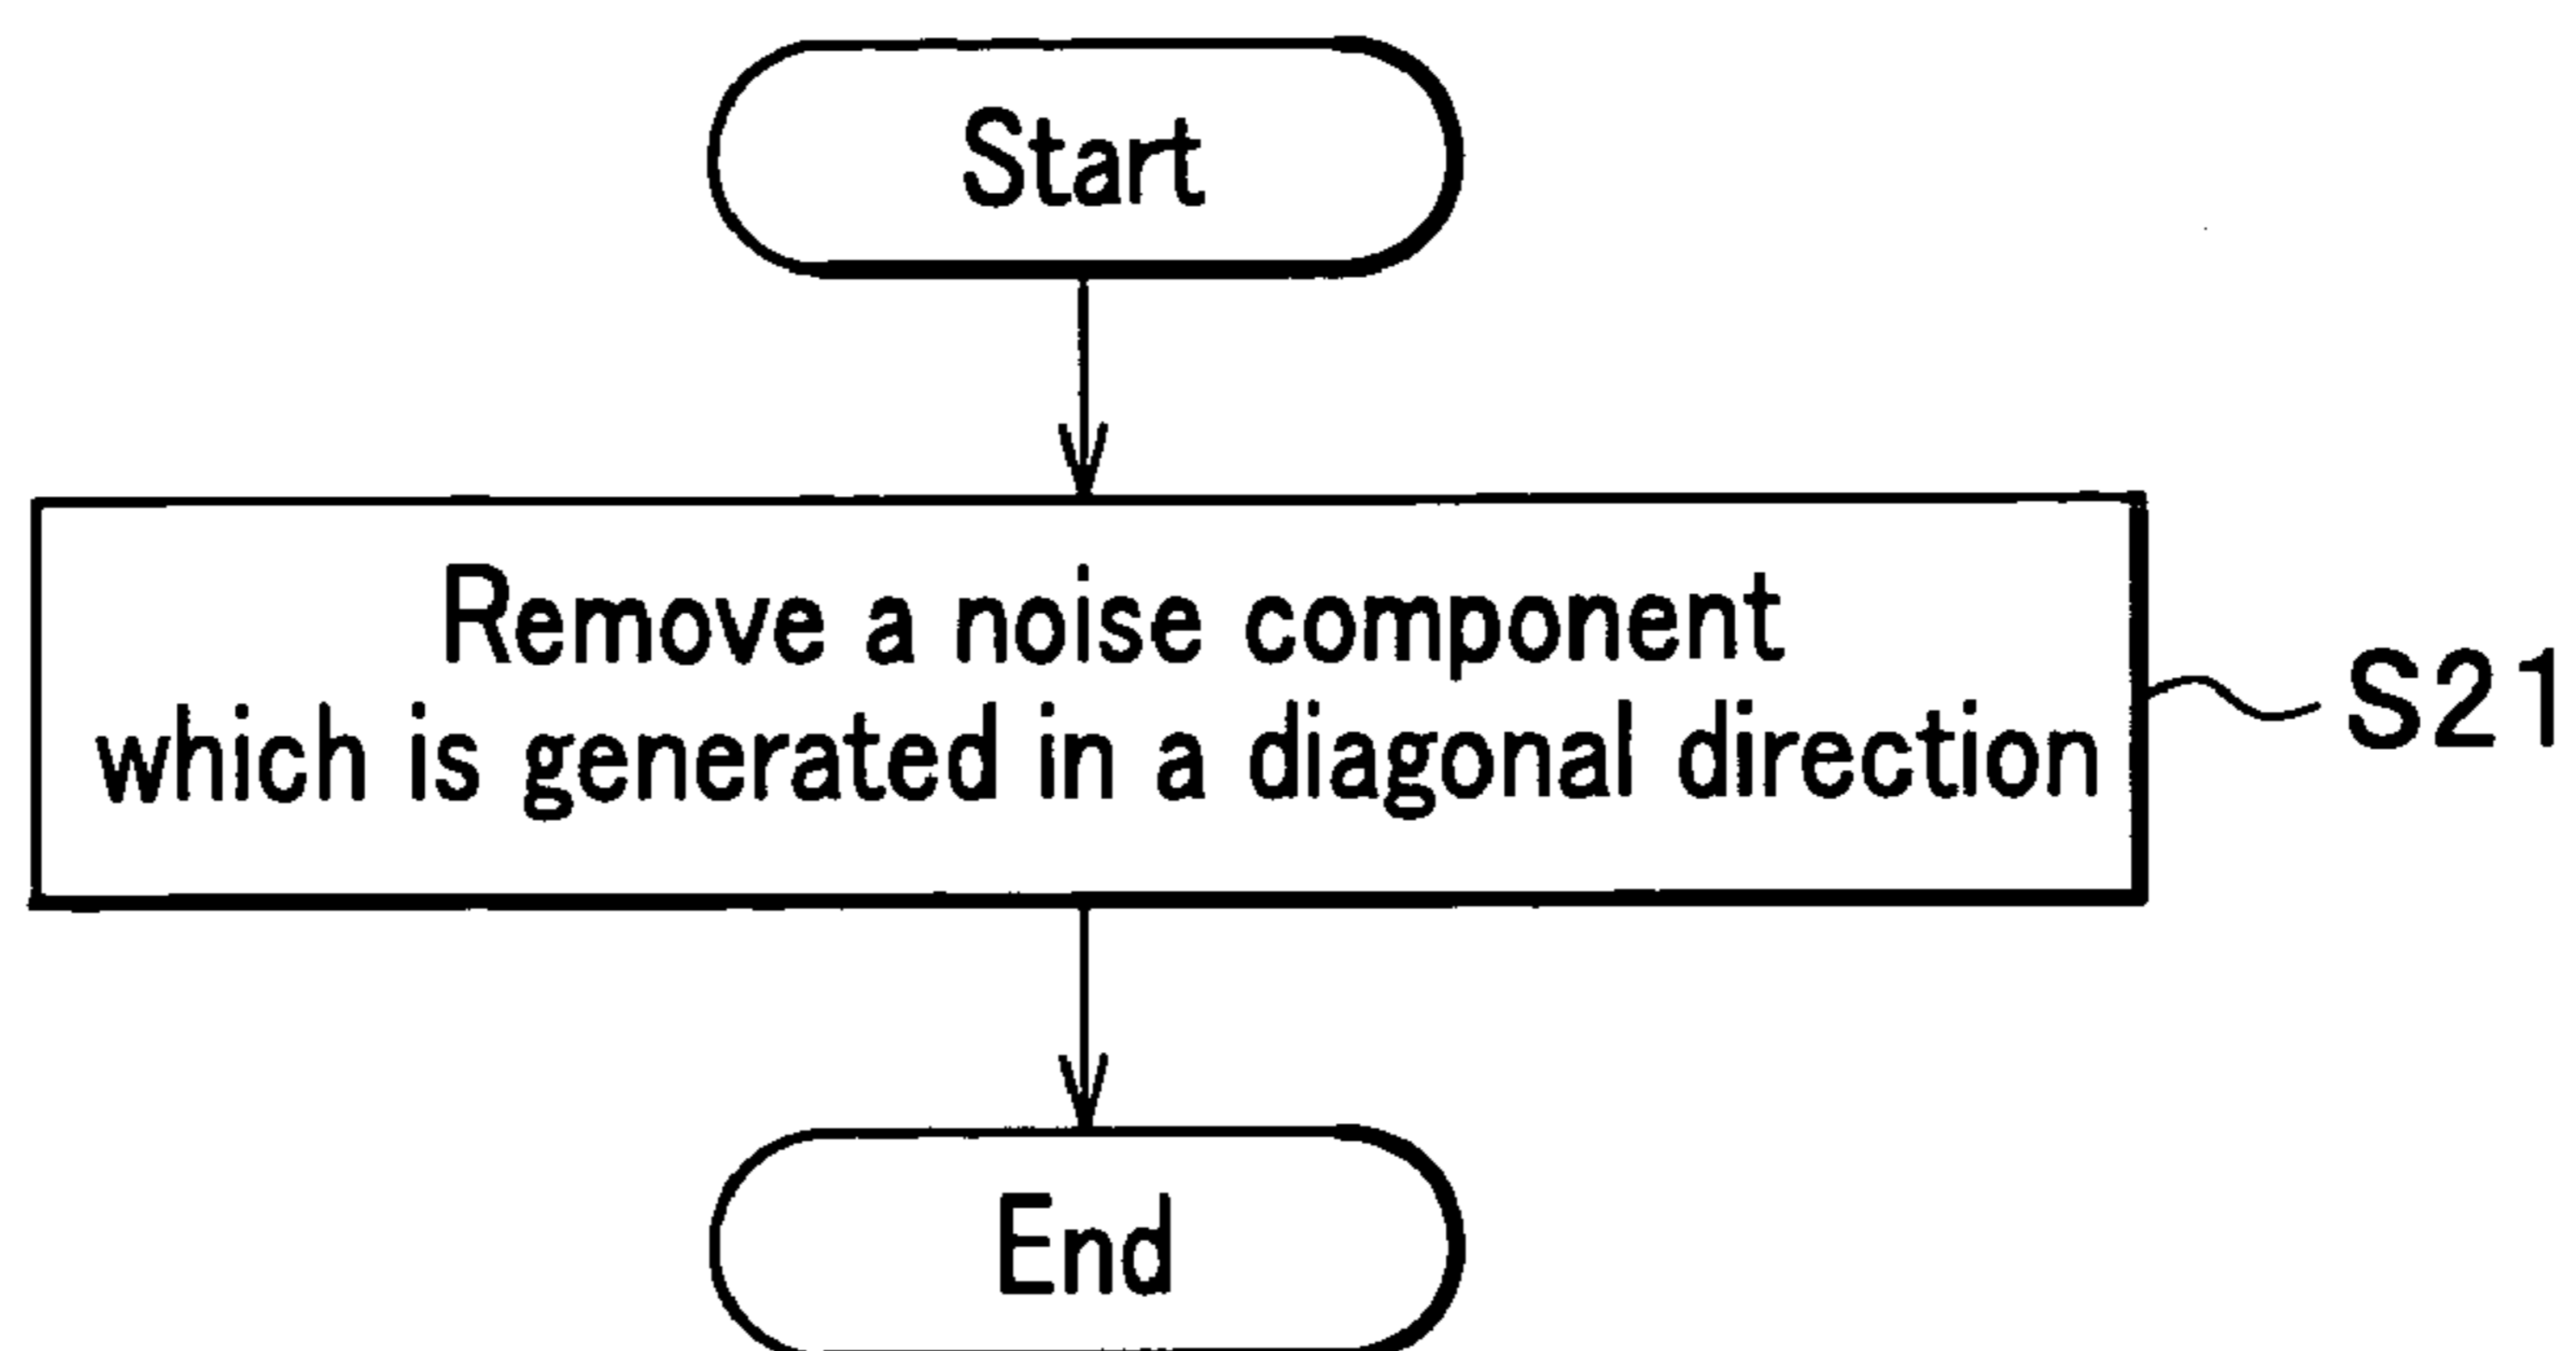 Start
Remove a noise component
which is generated in a diagonal direction
S21
End